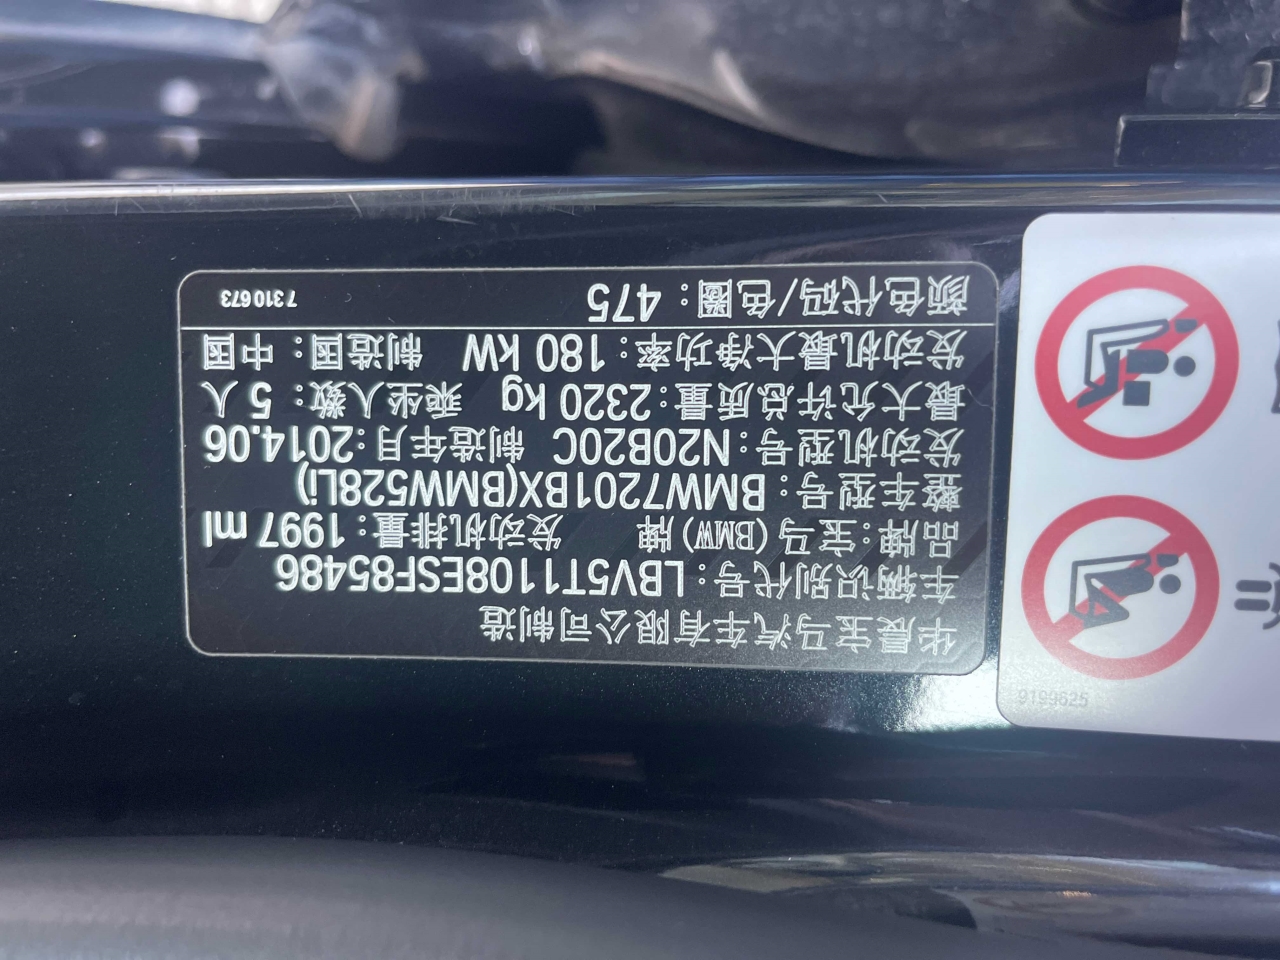 华晨宝马汽车有限公司制造
车辆识别代号：LBV5T1108ESF85486
品牌：宝马(BMW)牌 发动机排量：1997 ml
整车型号：BMW7201BX(BMW528Li)
发动机型号：N20B20C 制造年月：2014.06
最大允许总质量：2320 kg 乘坐人数：5 人
发动机最大净功率：180 kW 制造国：中国
颜色代码/色圈：475 7 310 673
9199625